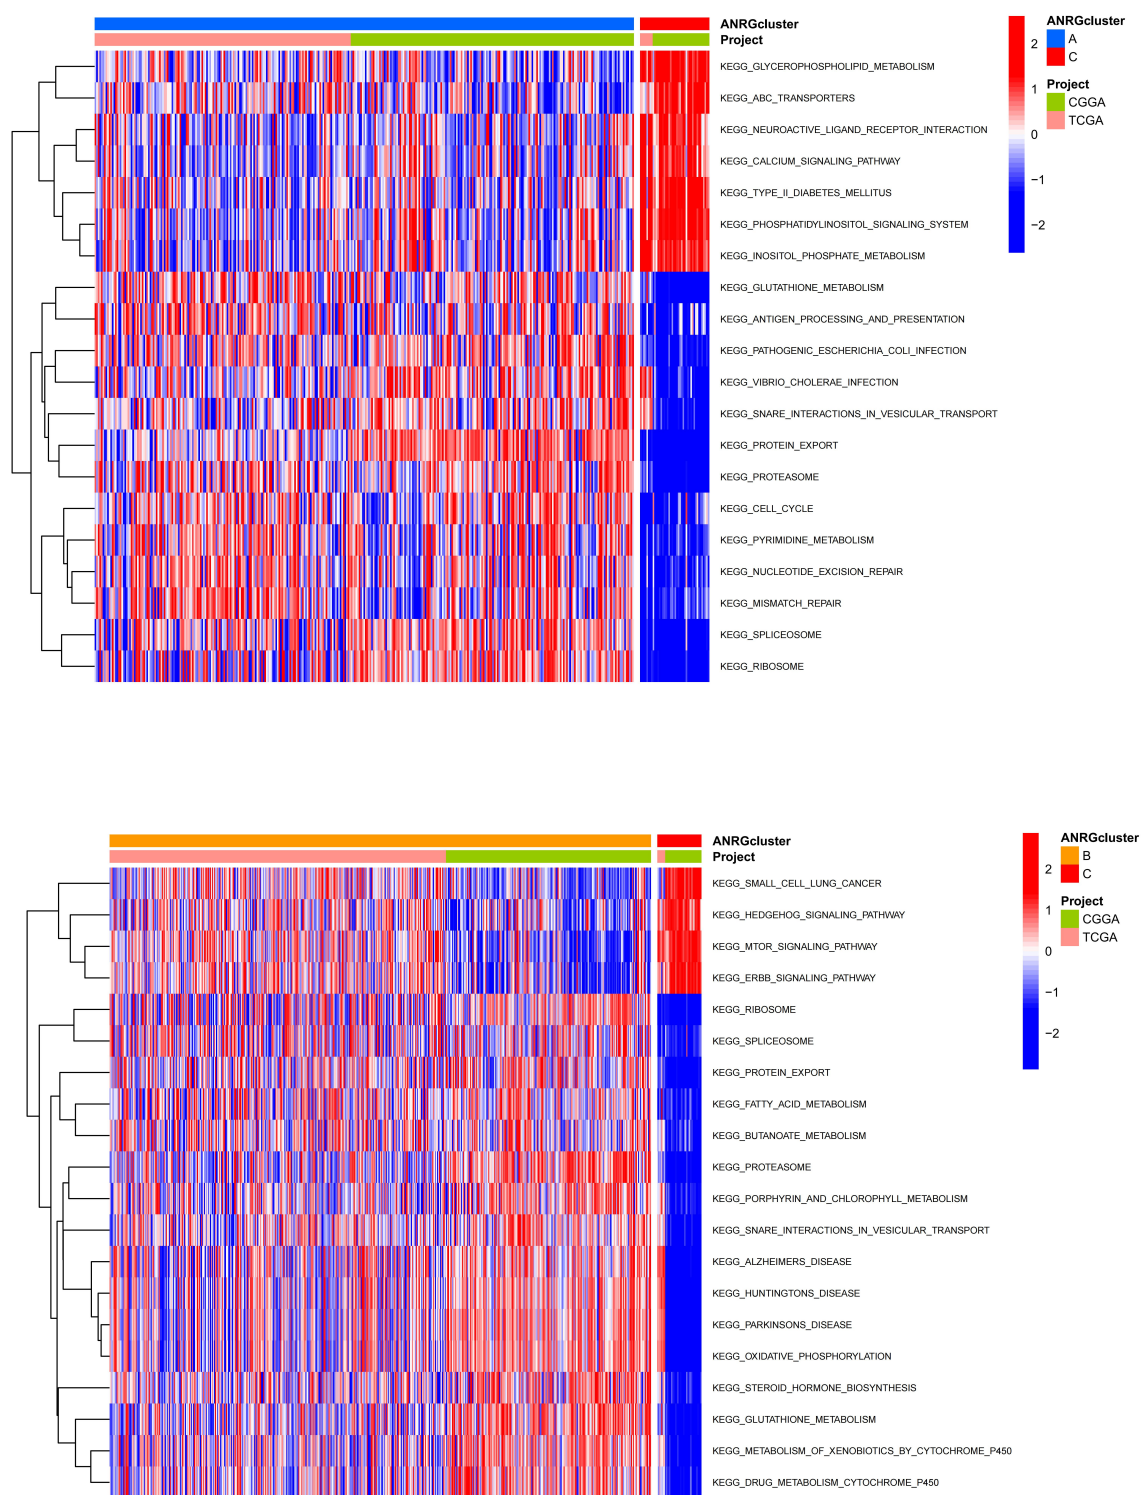 ANRGcluster
Project
KEGG_GLYCEROPHOSPHOLIPID_METABOLISM
KEGG_ABC_TRANSPORTERS
KEGG_NEUROACTIVE_LIGAND_RECEPTOR_INTERACTION
KEGG_CALCIUM_SIGNALING_PATHWAY
KEGG_TYPE_II_DIABETES_MELLITUS
KEGG_PHOSPHATIDYLINOSITOL_SIGNALING_SYSTEM
KEGG_INOSITOL_PHOSPHATE_METABOLISM
KEGG_GLUTATHIONE_METABOLISM
KEGG_ANTIGEN_PROCESSING_AND_PRESENTATION
KEGG_PATHOGENIC_ESCHERICHIA_COLI_INFECTION
KEGG_VIBRIO_CHOLERAE_INFECTION
KEGG_SNARE_INTERACTIONS_IN_VESICULAR_TRANSPORT
KEGG_PROTEIN_EXPORT
KEGG_PROTEASOME
KEGG_CELL_CYCLE
KEGG_PYRIMIDINE_METABOLISM
KEGG_NUCLEOTIDE_EXCISION_REPAIR
KEGG_MISMATCH_REPAIR
KEGG_SPLICEOSOME
KEGG_RIBOSOME
2
1
0
−1
−2
ANRGcluster
A
C
Project
CGGA
TCGA
ANRGcluster
Project
KEGG_SMALL_CELL_LUNG_CANCER
KEGG_HEDGEHOG_SIGNALING_PATHWAY
KEGG_MTOR_SIGNALING_PATHWAY
KEGG_ERBB_SIGNALING_PATHWAY
KEGG_RIBOSOME
KEGG_SPLICEOSOME
KEGG_PROTEIN_EXPORT
KEGG_FATTY_ACID_METABOLISM
KEGG_BUTANOATE_METABOLISM
KEGG_PROTEASOME
KEGG_PORPHYRIN_AND_CHLOROPHYLL_METABOLISM
KEGG_SNARE_INTERACTIONS_IN_VESICULAR_TRANSPORT
KEGG_ALZHEIMERS_DISEASE
KEGG_HUNTINGTONS_DISEASE
KEGG_PARKINSONS_DISEASE
KEGG_OXIDATIVE_PHOSPHORYLATION
KEGG_STEROID_HORMONE_BIOSYNTHESIS
KEGG_GLUTATHIONE_METABOLISM
KEGG_METABOLISM_OF_XENOBIOTICS_BY_CYTOCHROME_P450
KEGG_DRUG_METABOLISM_CYTOCHROME_P450
2
1
0
−1
−2
ANRGcluster
B
C
Project
CGGA
TCGA